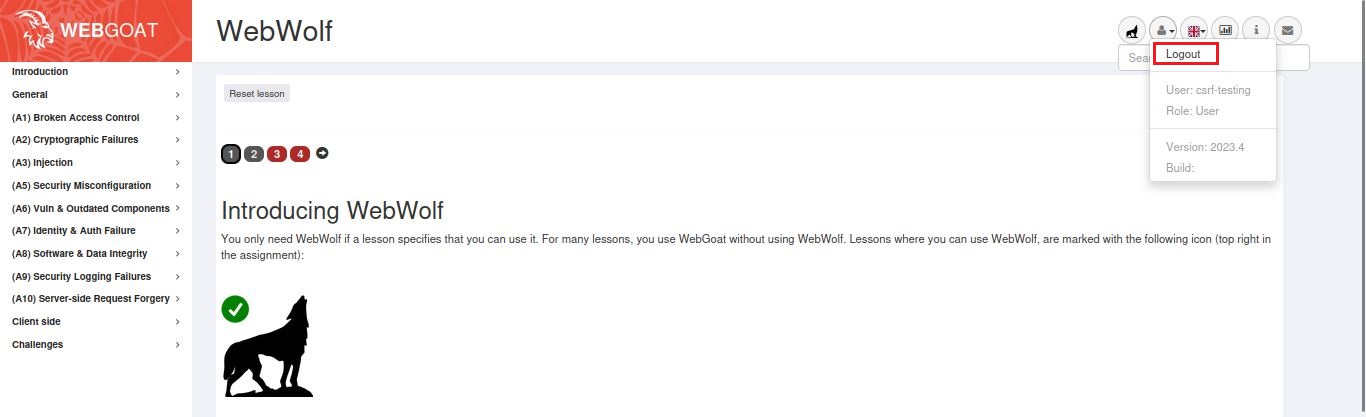 WEBGOAT
WebWolf
Introduction
General
(A1) Broken Access Control
(A2) Cryptographic Failures
(A3) Injection
(A5) Security Misconfiguration
(A6) Vuln & Outdated Components
(A7) Identity & Auth Failure
(A8) Software & Data Integrity
(A9) Security Logging Failures
(A10) Server-side Request Forgery
Client side
Challenges
Sea
Logout
User: csrf-testing
Role: User
Version: 2023.4
Build:
Reset lesson
1 2 3 4
Introducing WebWolf
You only need WebWolf if a lesson specifies that you can use it. For many lessons, you use WebGoat without using WebWolf. Lessons where you can use WebWolf, are marked with the following icon (top right in
the assignment):